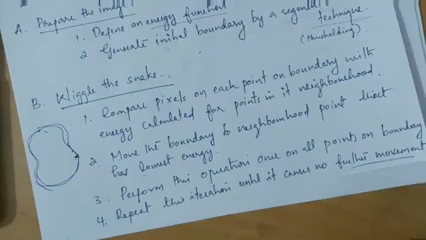 A. Prepare the image
1. Define an energy function
2. Generate initial boundary by a segment
technique.
(thresholding).
B. Wiggle the snake.
1. Compare pixels on each point on boundary with
energy calculated for points in it neighbourhood.
2. Move the boundary to neighborhood point that
has lowest energy.
3. Perform this operation once on all points on boundary
4. Repeat this iteration until it causes no further movement